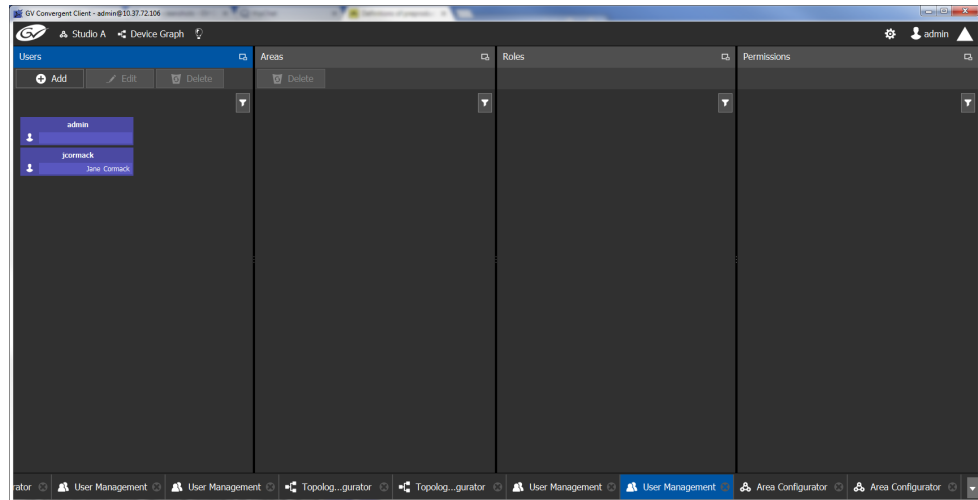 GV Convergent Client - admin@10.37.72.106
GV Studio A Device Graph admin
Users Areas Roles Permissions
Add Edit Delete Delete
admin
jcormack
Jane Cormack
rator User Management User Management Topolog...gurator Topolog...gurator User Management User Management Area Configurator Area Configurator